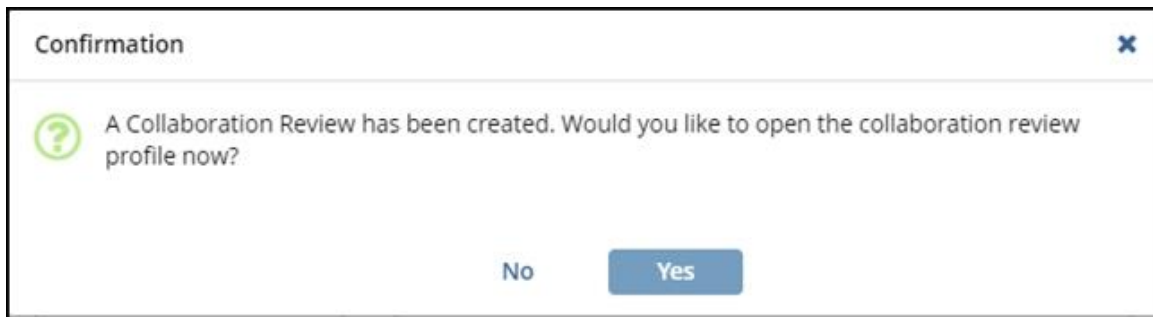 Confirmation
A Collaboration Review has been created. Would you like to open the collaboration review
profile now?
No
Yes